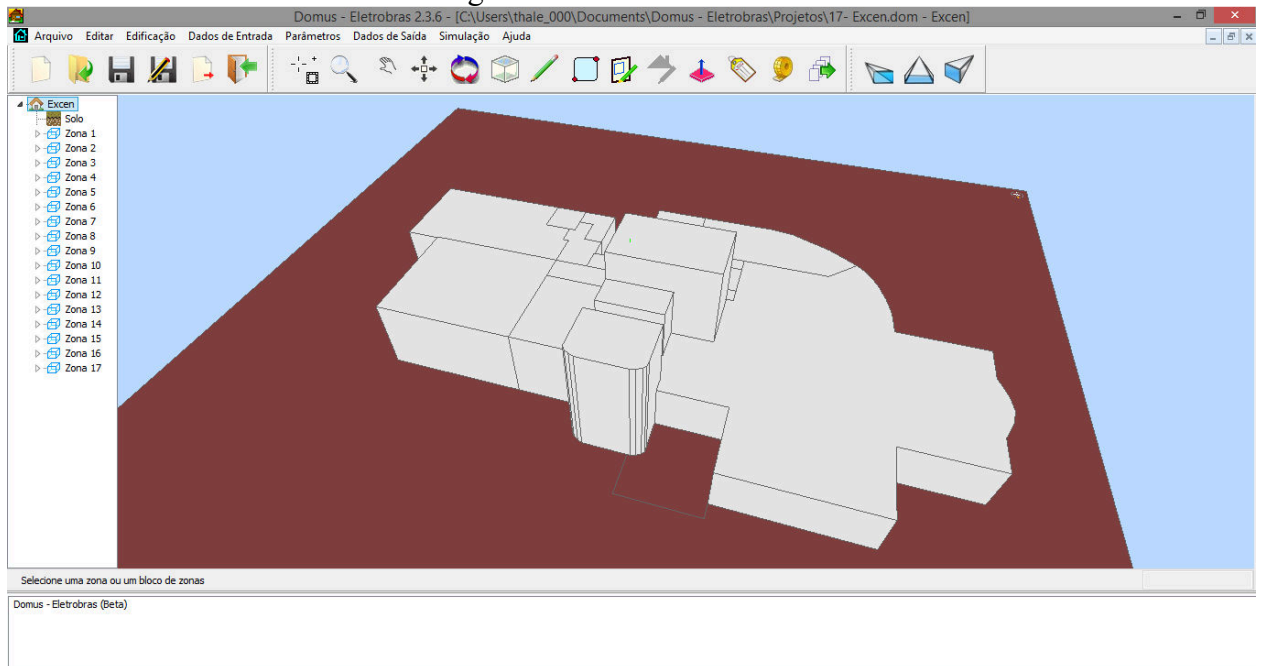 Domus - Eletrobras 2.3.6 - [C:\Users\thale_000\Documents\Domus - Eletrobras\Projetos\17- Excen.dom - Excen]
Arquivo Editar Edificação Dados de Entrada Parâmetros Dados de Saída Simulação Ajuda
Excen
Solo
Zona 1
Zona 2
Zona 3
Zona 4
Zona 5
Zona 6
Zona 7
Zona 8
Zona 9
Zona 10
Zona 11
Zona 12
Zona 13
Zona 14
Zona 15
Zona 16
Zona 17
Selecione uma zona ou um bloco de zonas
Domus - Eletrobras (Beta)